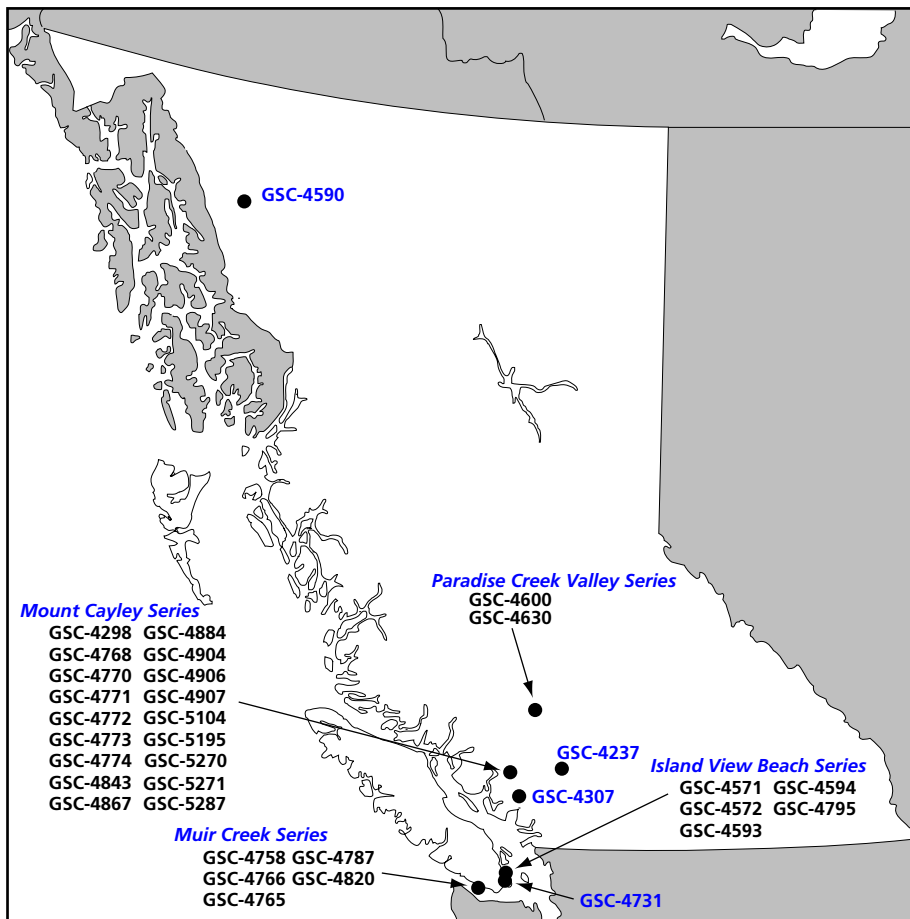 GSC-4590
Paradise Creek Valley Series
GSC-4600
GSC-4630
Mount Cayley Series
GSC-4298 GSC-4884
GSC-4768 GSC-4904
GSC-4770 GSC-4906
GSC-4771 GSC-4907
GSC-4772 GSC-5104
GSC-4773 GSC-5195
GSC-4774 GSC-5270
GSC-4843 GSC-5271
GSC-4867 GSC-5287
GSC-4237
GSC-4307
Island View Beach Series
GSC-4571 GSC-4594
GSC-4572 GSC-4795
GSC-4593
Muir Creek Series
GSC-4758 GSC-4787
GSC-4766 GSC-4820
GSC-4765
GSC-4731